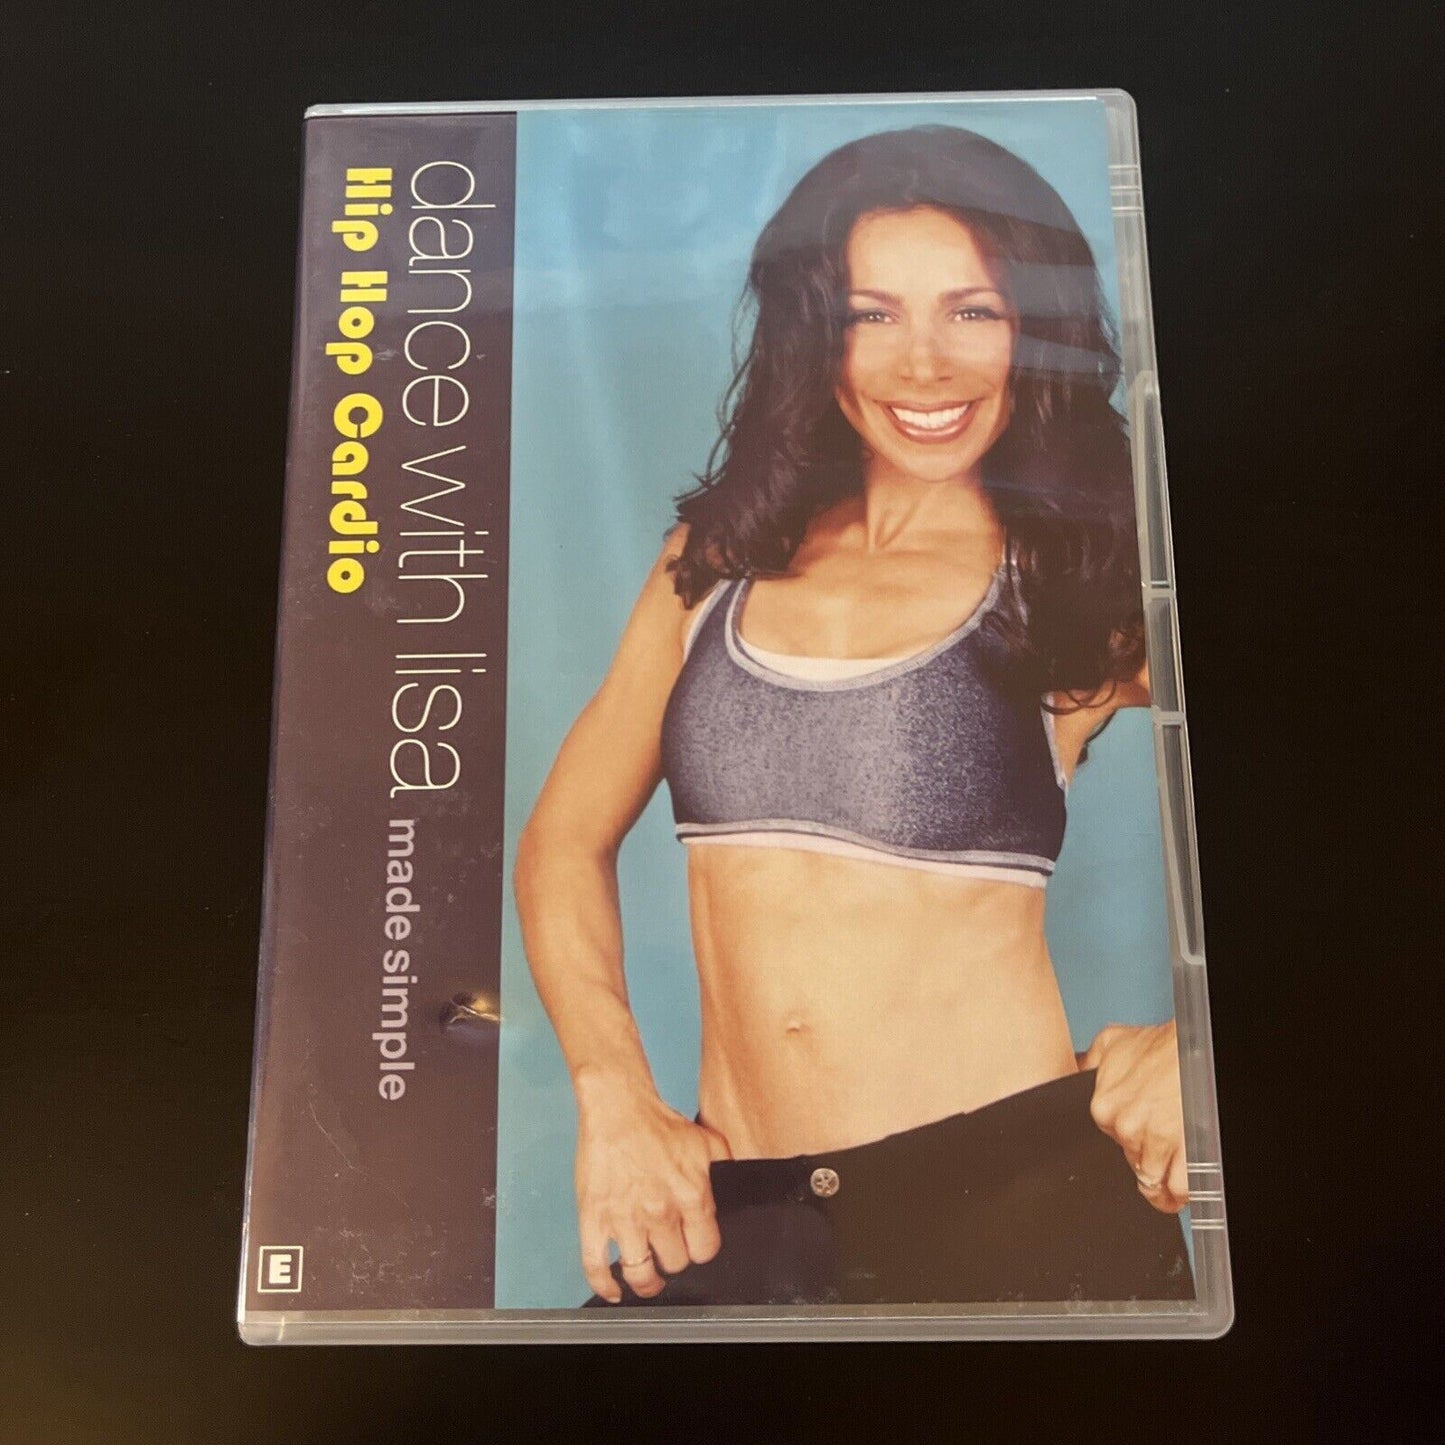 dance with lisa made simple
Hip Hop Cardio
E